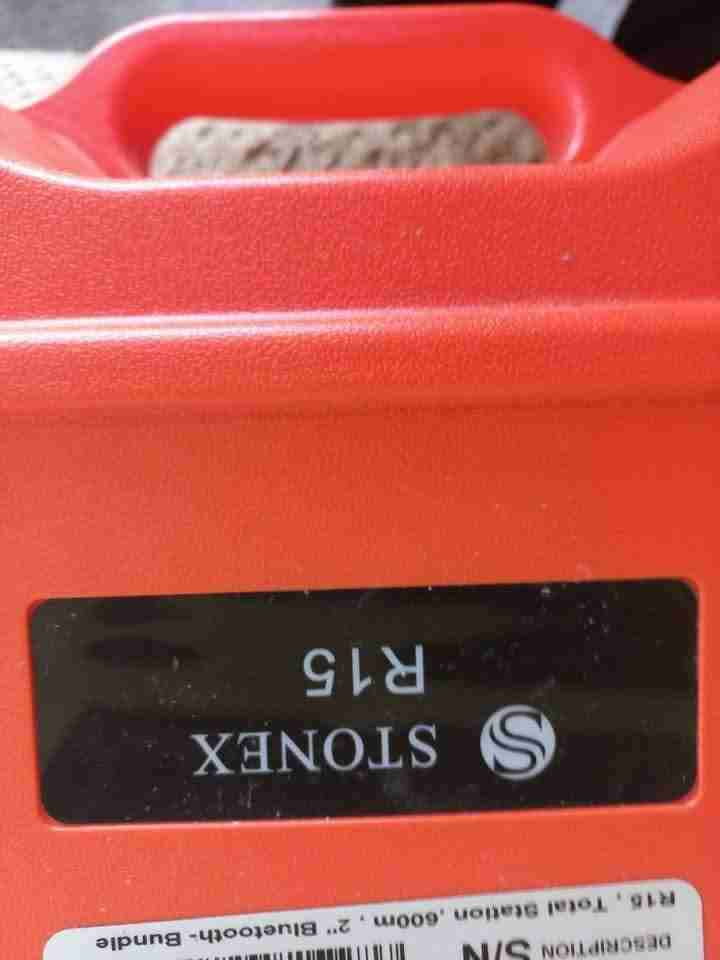 DESCRIPTION S/N
R15 , Total Station ,600m , 2" Bluetooth- Bundle
STONEX
R15